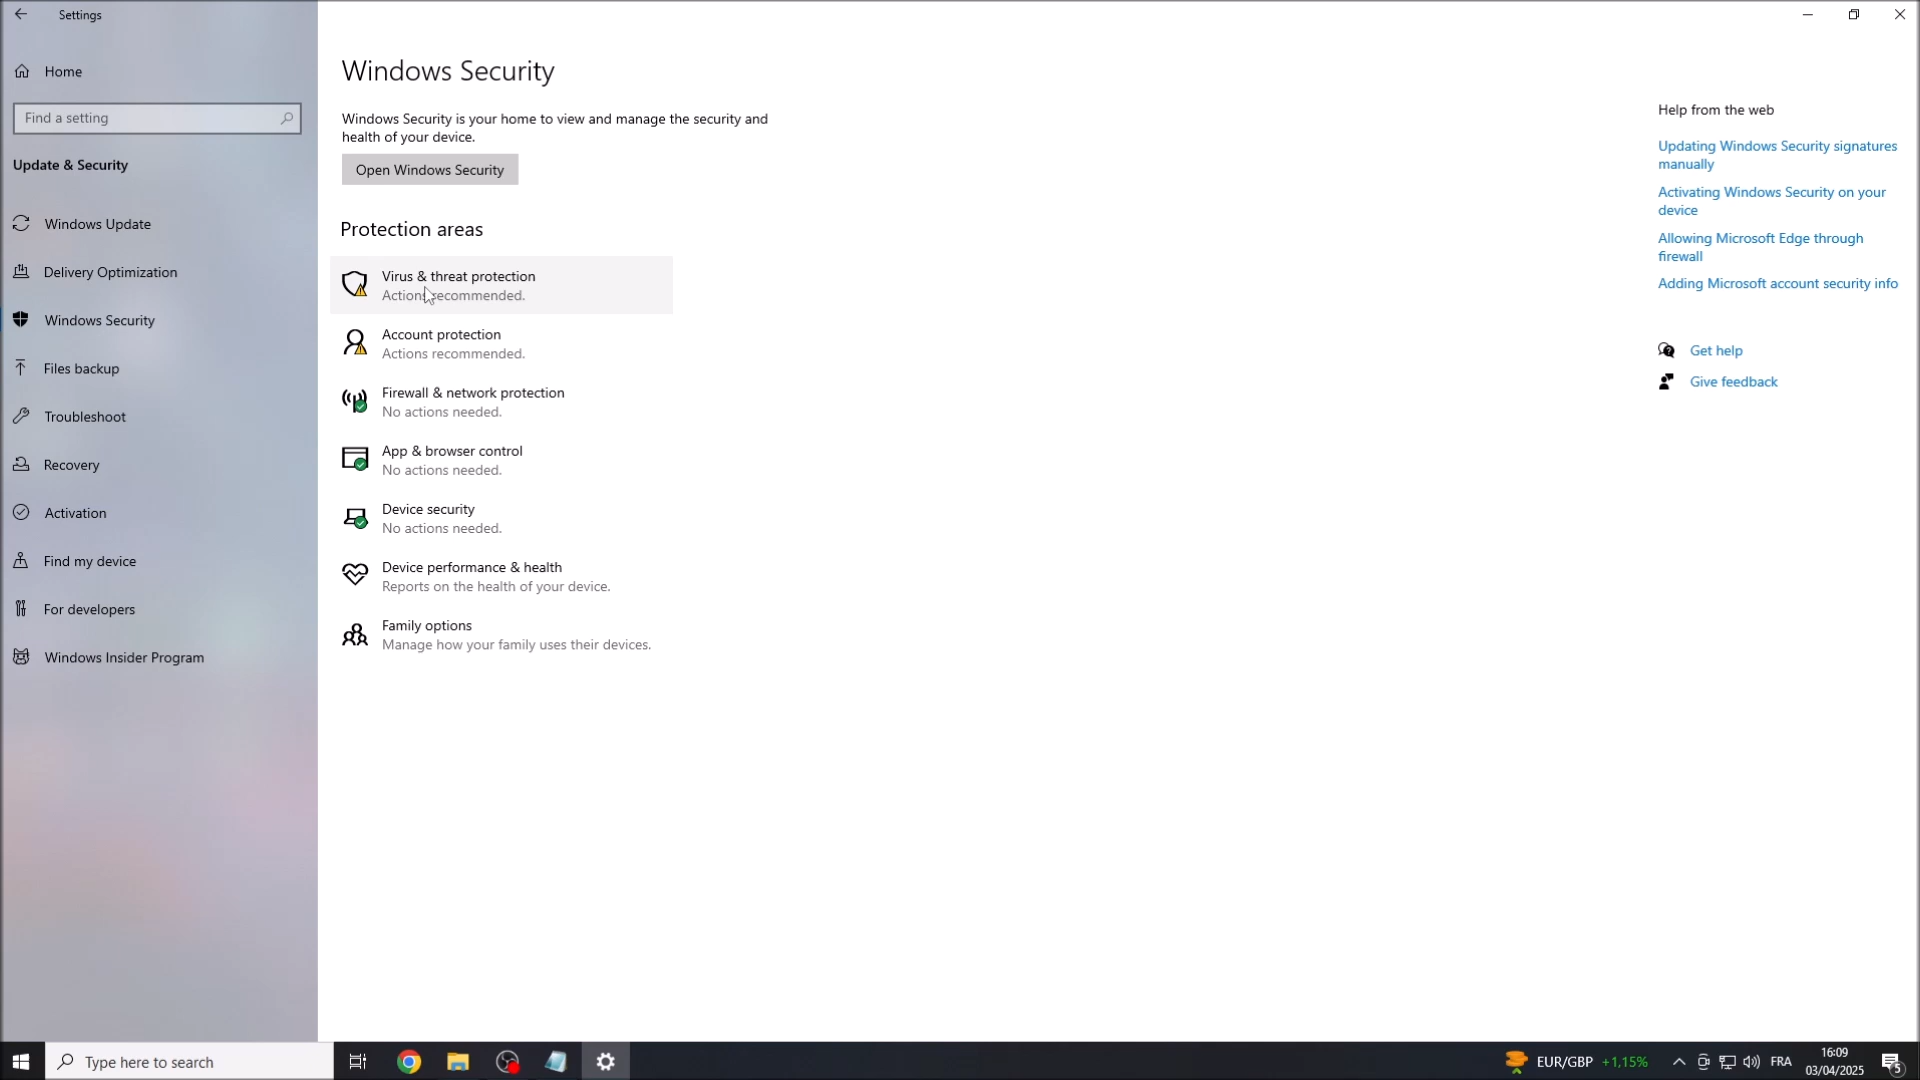 Settings
Home
Find a setting
Update & Security
Windows Update
Delivery Optimization
Windows Security
Files backup
Troubleshoot
Recovery
Activation
Find my device
For developers
Windows Insider Program
Windows Security
Windows Security is your home to view and manage the security and
health of your device.
Open Windows Security
Protection areas
Virus & threat protection
Actions recommended.
Account protection
Actions recommended.
Firewall & network protection
No actions needed.
App & browser control
No actions needed.
Device security
No actions needed.
Device performance & health
Reports on the health of your device.
Family options
Manage how your family uses their devices.
Help from the web
Updating Windows Security signatures
manually
Activating Windows Security on your
device
Allowing Microsoft Edge through
firewall
Adding Microsoft account security info
Get help
Give feedback
Type here to search
EUR/GBP +1,15%
FRA
16:09
03/04/2025
5